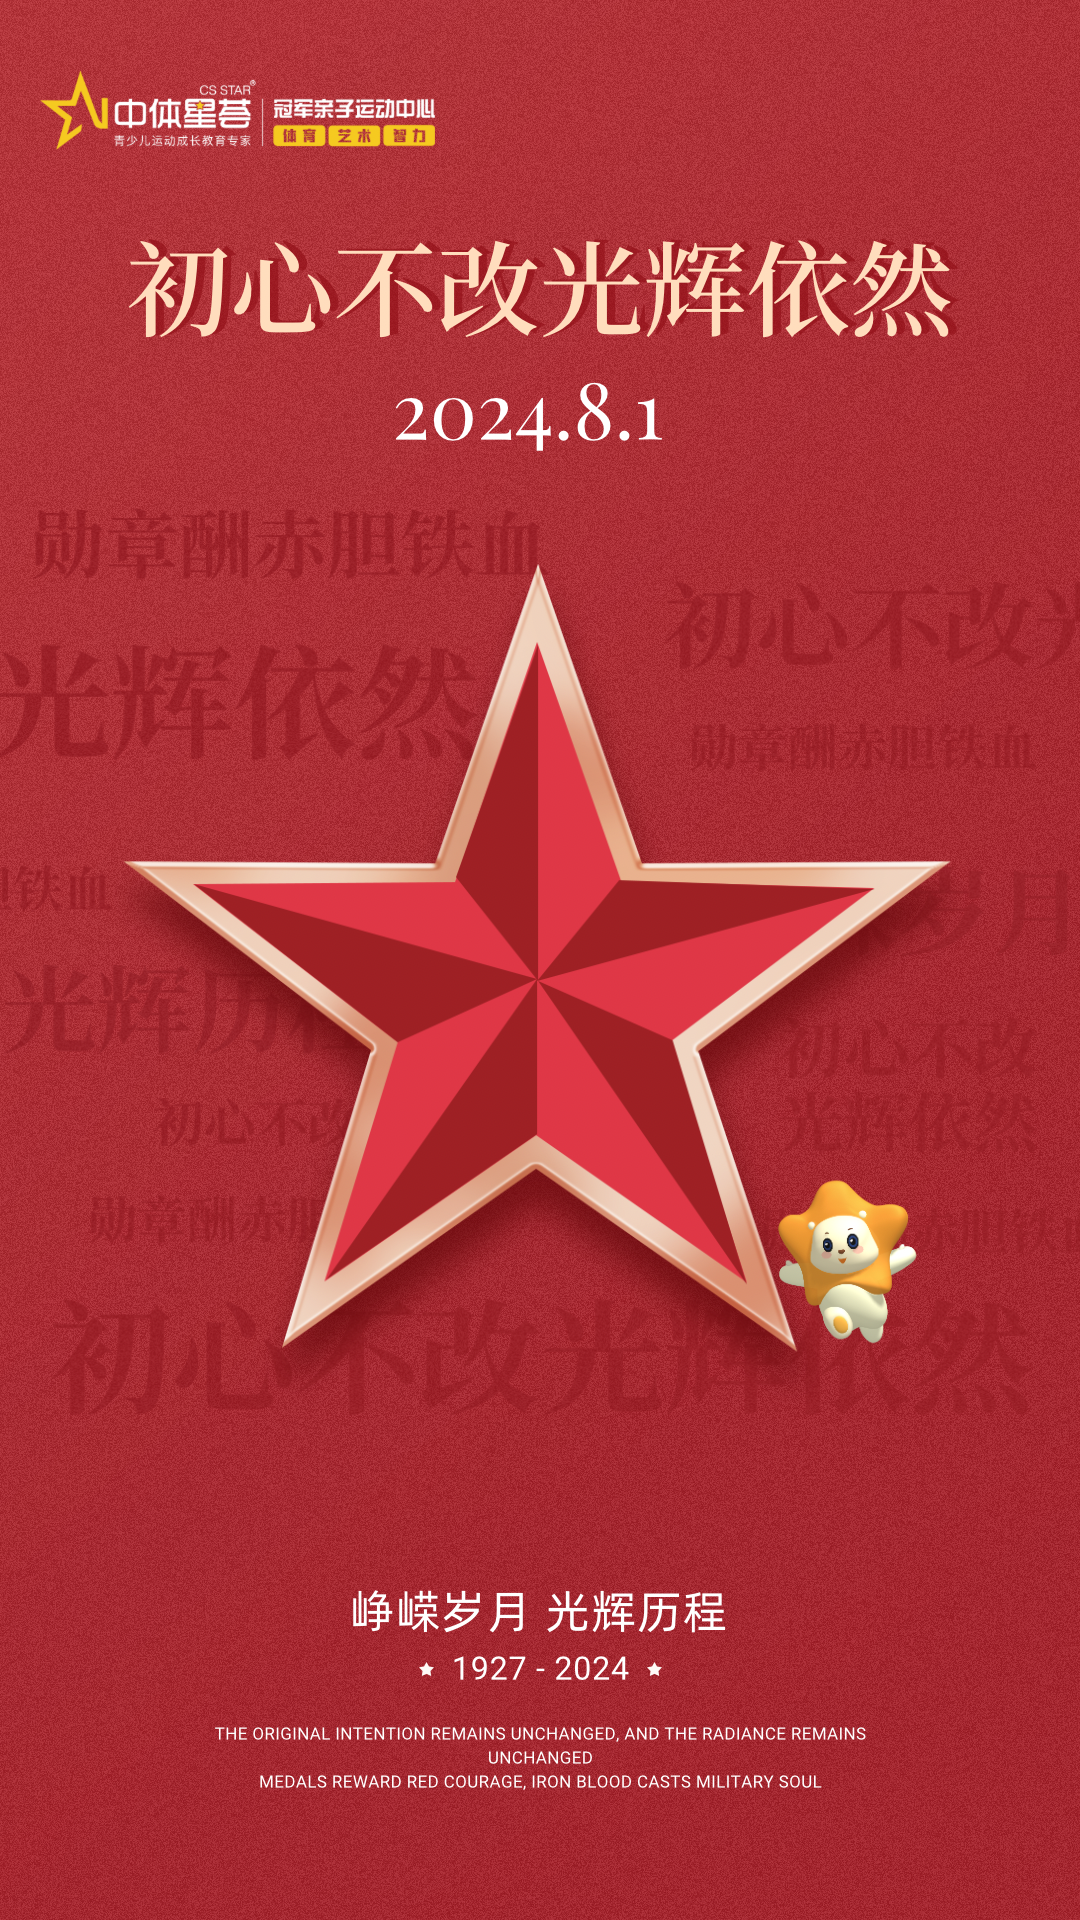 CS STAR®
中体星荟
青少儿运动成长教育专家
冠军亲子运动中心
体育 艺术 智力
初心不改光辉依然
2024.8.1
勋章酬赤胆铁血
初心不改光
光辉依然
勋章酬赤胆铁血
胆铁血
岁月
光辉历程
初心不改
光辉依然
初心不改
勋章酬赤胆
赤胆铁血
初心不改光辉依然
峥嵘岁月 光辉历程
1927 - 2024
THE ORIGINAL INTENTION REMAINS UNCHANGED, AND THE RADIANCE REMAINS
UNCHANGED
MEDALS REWARD RED COURAGE, IRON BLOOD CASTS MILITARY SOUL